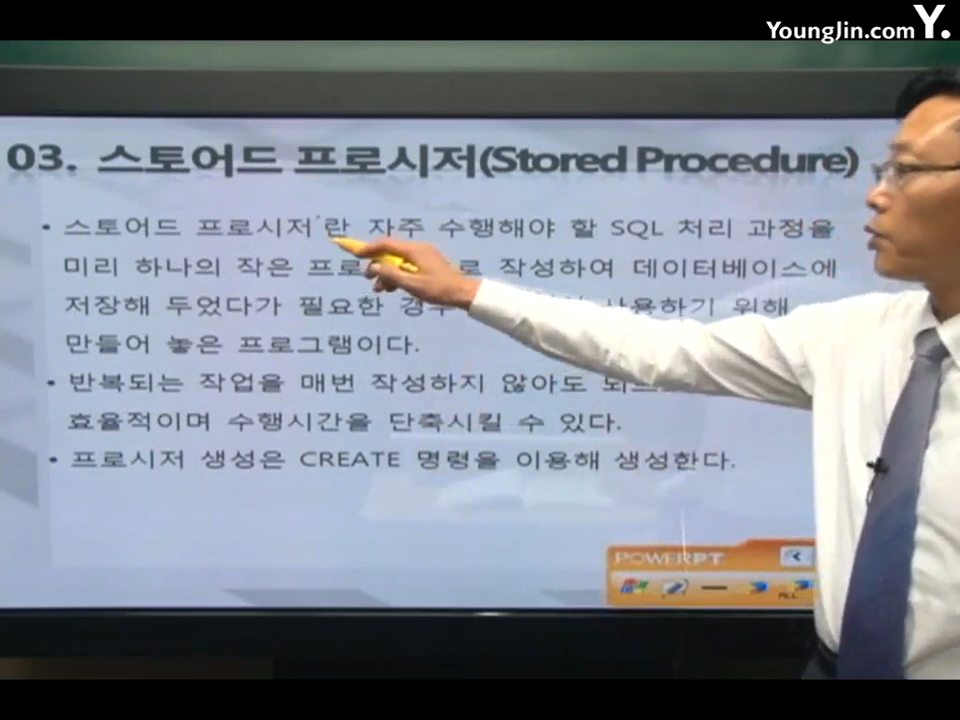 YoungJin.com Y.
03. 스토어드 프로시저(Stored Procedure)
• 스토어드 프로시저란 자주 수행해야 할 SQL 처리 과정을
미리 하나의 작은 로 작성하여 데이터베이스에
저장해 두었다가 필요한 사용하기 위해
만들어 놓은 프로그램이다.
• 반복되는 작업을 매번 작성하지 않아도
효율적이며 수행시간을 단축시킬 수 있다.
• 프로시저 생성은 CREATE 명령을 이용해 생성한다.
POWERPT